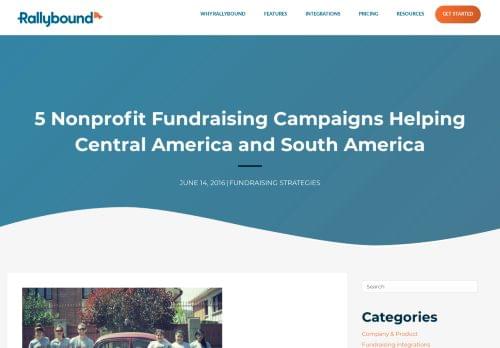 Rallybound
WHY RALLYBOUND
FEATURES
INTEGRATIONS
PRICING
RESOURCES
GET STARTED
5 Nonprofit Fundraising Campaigns Helping
Central America and South America
JUNE 14, 2016 | FUNDRAISING STRATEGIES
Search
Categories
Company & Product
Fundraising integrations